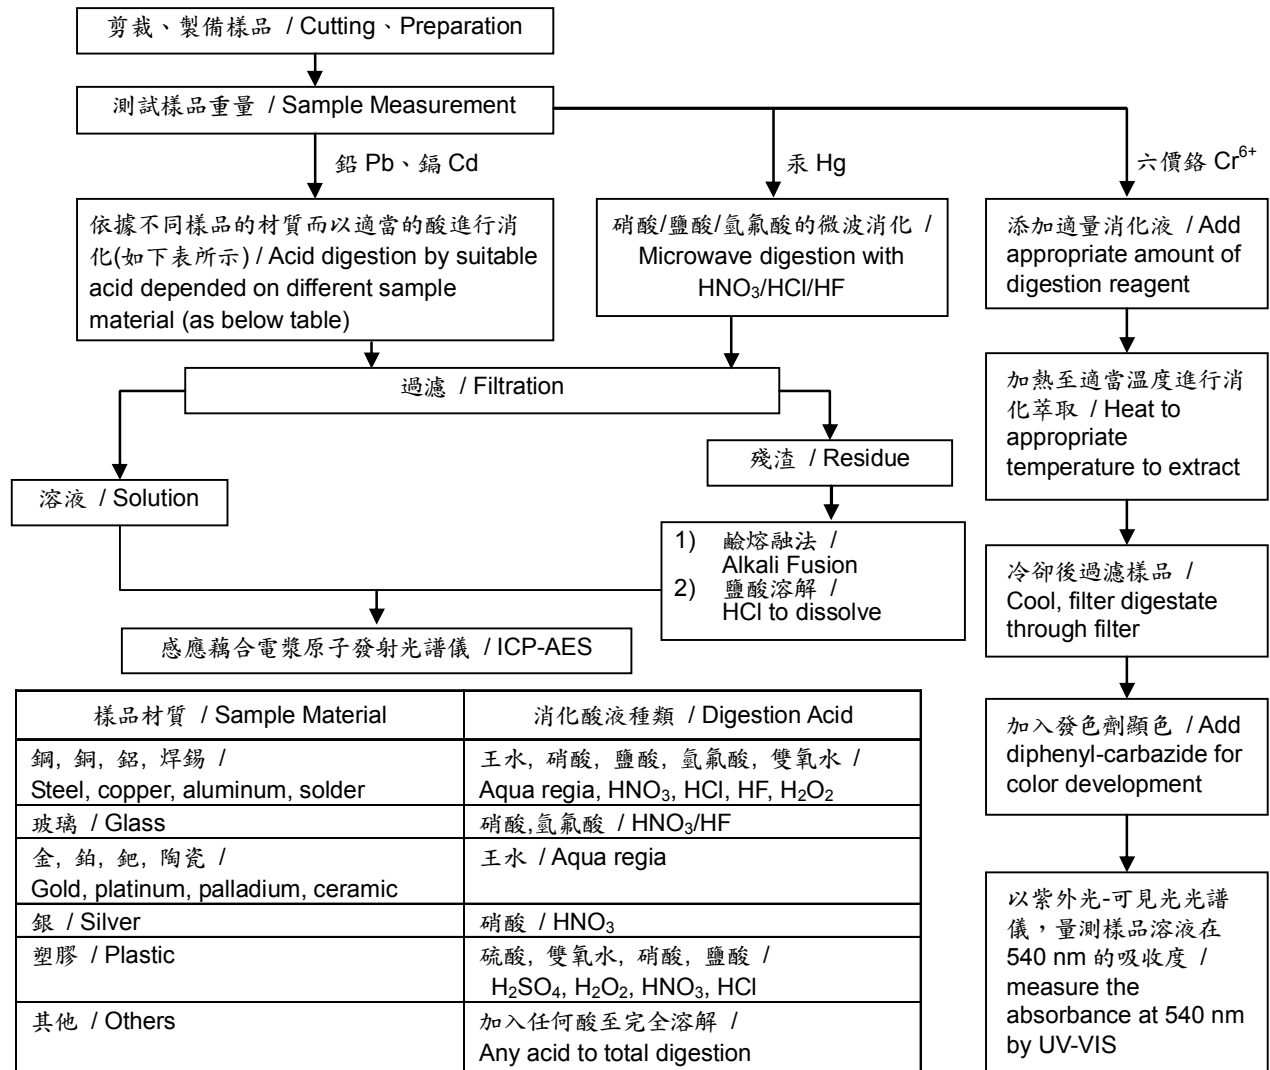 剪裁、製備樣品 / Cutting、Preparation
測試樣品重量 / Sample Measurement
鉛 Pb、鎘 Cd
汞 Hg
六價鉻 Cr⁶⁺
依據不同樣品的材質而以適當的酸進行消
化(如下表所示) / Acid digestion by suitable
acid depended on different sample
material (as below table)
硝酸/鹽酸/氫氟酸的微波消化 /
Microwave digestion with
HNO₃/HCl/HF
添加適量消化液 / Add
appropriate amount of
digestion reagent
過濾 / Filtration
加熱至適當溫度進行消
化萃取 / Heat to
appropriate
temperature to extract
殘渣 / Residue
溶液 / Solution
1) 鹼熔融法 /
Alkali Fusion
2) 鹽酸溶解 /
HCl to dissolve
冷卻後過濾樣品 /
Cool, filter digestate
through filter
感應藕合電漿原子發射光譜儀 / ICP-AES
加入發色劑顯色 / Add
diphenyl-carbazide for
color development
以紫外光-可見光光譜
儀，量測樣品溶液在
540 nm 的吸收度 /
measure the
absorbance at 540 nm
by UV-VIS
樣品材質 / Sample Material
消化酸液種類 / Digestion Acid
鋼, 銅, 鋁, 焊錫 /
Steel, copper, aluminum, solder
王水, 硝酸, 鹽酸, 氫氟酸, 雙氧水 /
Aqua regia, HNO₃, HCl, HF, H₂O₂
玻璃 / Glass
硝酸,氫氟酸 / HNO₃/HF
金, 鉑, 鈀, 陶瓷 /
Gold, platinum, palladium, ceramic
王水 / Aqua regia
銀 / Silver
硝酸 / HNO₃
塑膠 / Plastic
硫酸, 雙氧水, 硝酸, 鹽酸 /
H₂SO₄, H₂O₂, HNO₃, HCl
其他 / Others
加入任何酸至完全溶解 /
Any acid to total digestion